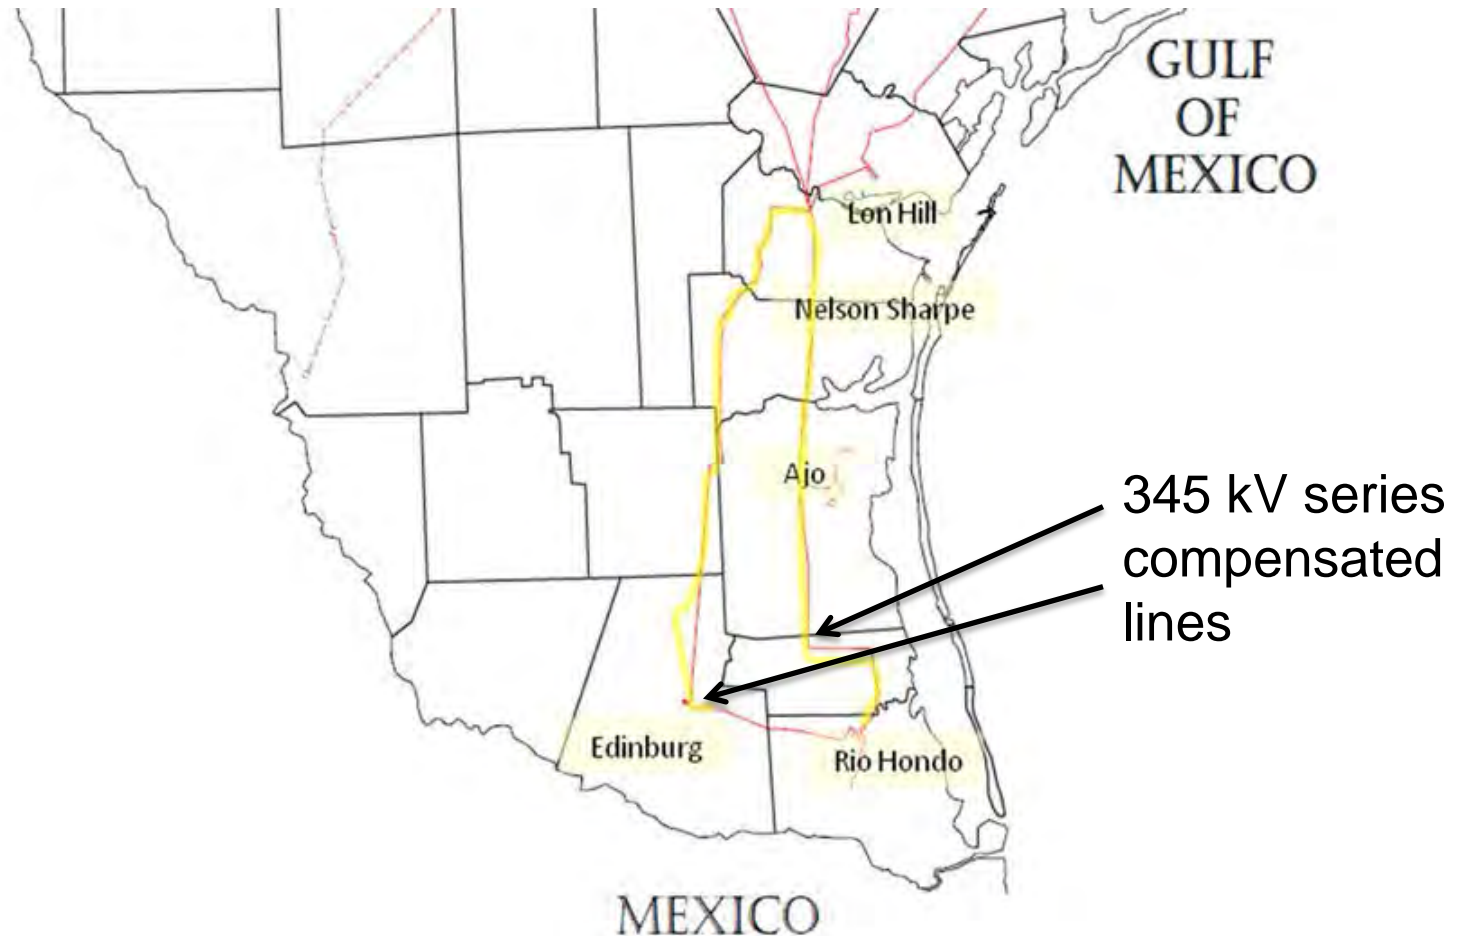 GULF
OF
MEXICO
Lon Hill
Nelson Sharpe
Ajo
345 kV series
compensated
lines
Edinburg
Rio Hondo
MEXICO